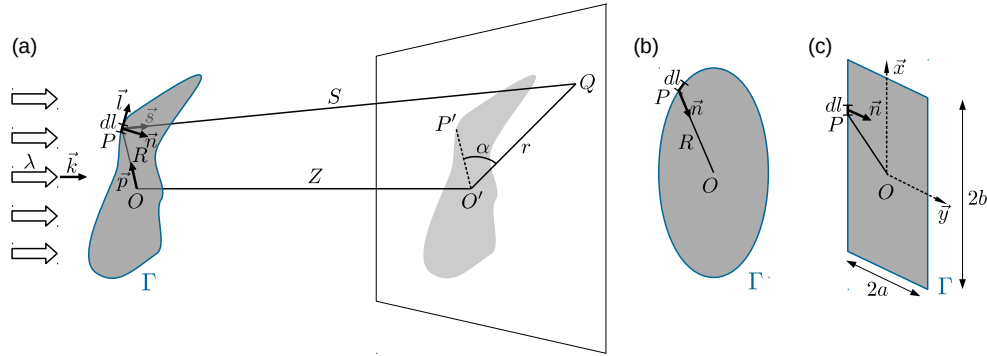 (a)
λ
k⃗
l⃗
dl
P
s⃗
n⃗
R
p⃗
O
Γ
S
Z
P′
α
r
Q
O′
(b)
dl
P
n⃗
R
O
Γ
(c)
x⃗
dl
P
n⃗
O
y⃗
2b
2a
Γ